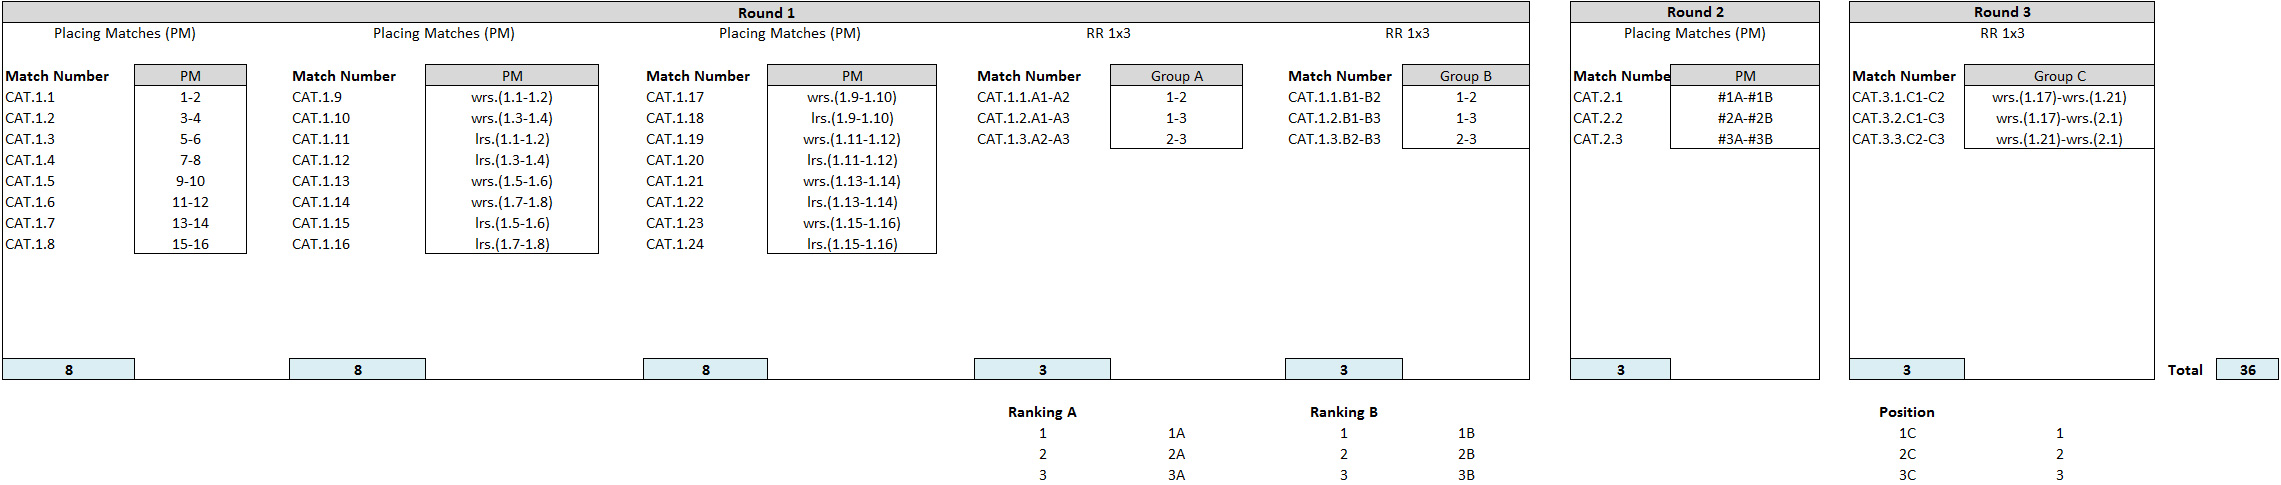 Round 1 Round 2 Round 3
Placing Matches (PM) Placing Matches (PM) Placing Matches (PM) RR 1x3 RR 1x3 Placing Matches (PM) RR 1x3
Match Number PM Match Number PM Match Number PM Match Number Group A Match Number Group B Match Numbe PM Match Number Group C
CAT.1.1 1-2 CAT.1.9 wrs.(1.1-1.2) CAT.1.17 wrs.(1.9-1.10) CAT.1.1.A1-A2 1-2 CAT.1.1.B1-B2 1-2 CAT.2.1 #1A-#1B CAT.3.1.C1-C2 wrs.(1.17)-wrs.(1.21)
CAT.1.2 3-4 CAT.1.10 wrs.(1.3-1.4) CAT.1.18 lrs.(1.9-1.10) CAT.1.2.A1-A3 1-3 CAT.1.2.B1-B3 1-3 CAT.2.2 #2A-#2B CAT.3.2.C1-C3 wrs.(1.17)-wrs.(2.1)
CAT.1.3 5-6 CAT.1.11 lrs.(1.1-1.2) CAT.1.19 wrs.(1.11-1.12) CAT.1.3.A2-A3 2-3 CAT.1.3.B2-B3 2-3 CAT.2.3 #3A-#3B CAT.3.3.C2-C3 wrs.(1.21)-wrs.(2.1)
CAT.1.4 7-8 CAT.1.12 lrs.(1.3-1.4) CAT.1.20 lrs.(1.11-1.12)
CAT.1.5 9-10 CAT.1.13 wrs.(1.5-1.6) CAT.1.21 wrs.(1.13-1.14)
CAT.1.6 11-12 CAT.1.14 wrs.(1.7-1.8) CAT.1.22 lrs.(1.13-1.14)
CAT.1.7 13-14 CAT.1.15 lrs.(1.5-1.6) CAT.1.23 wrs.(1.15-1.16)
CAT.1.8 15-16 CAT.1.16 lrs.(1.7-1.8) CAT.1.24 lrs.(1.15-1.16)
8 8 8 3 3 3 3 Total 36
Ranking A Ranking B Position
1 1A 1 1B 1C 1
2 2A 2 2B 2C 2
3 3A 3 3B 3C 3